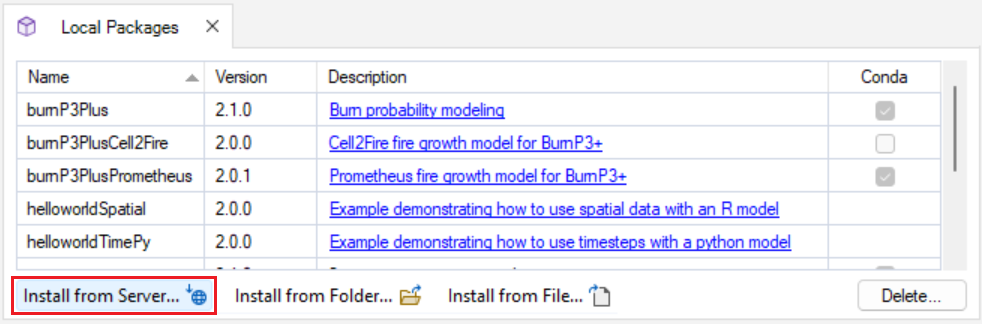 Local Packages
Name Version Description Conda
burnP3Plus 2.1.0 Burn probability modeling
burnP3PlusCell2Fire 2.0.0 Cell2Fire fire growth model for BurnP3+
burnP3PlusPrometheus 2.0.1 Prometheus fire growth model for BurnP3+
helloworldSpatial 2.0.0 Example demonstrating how to use spatial data with an R model
helloworldTimePy 2.0.0 Example demonstrating how to use timesteps with a python model
Install from Server... Install from Folder... Install from File... Delete...